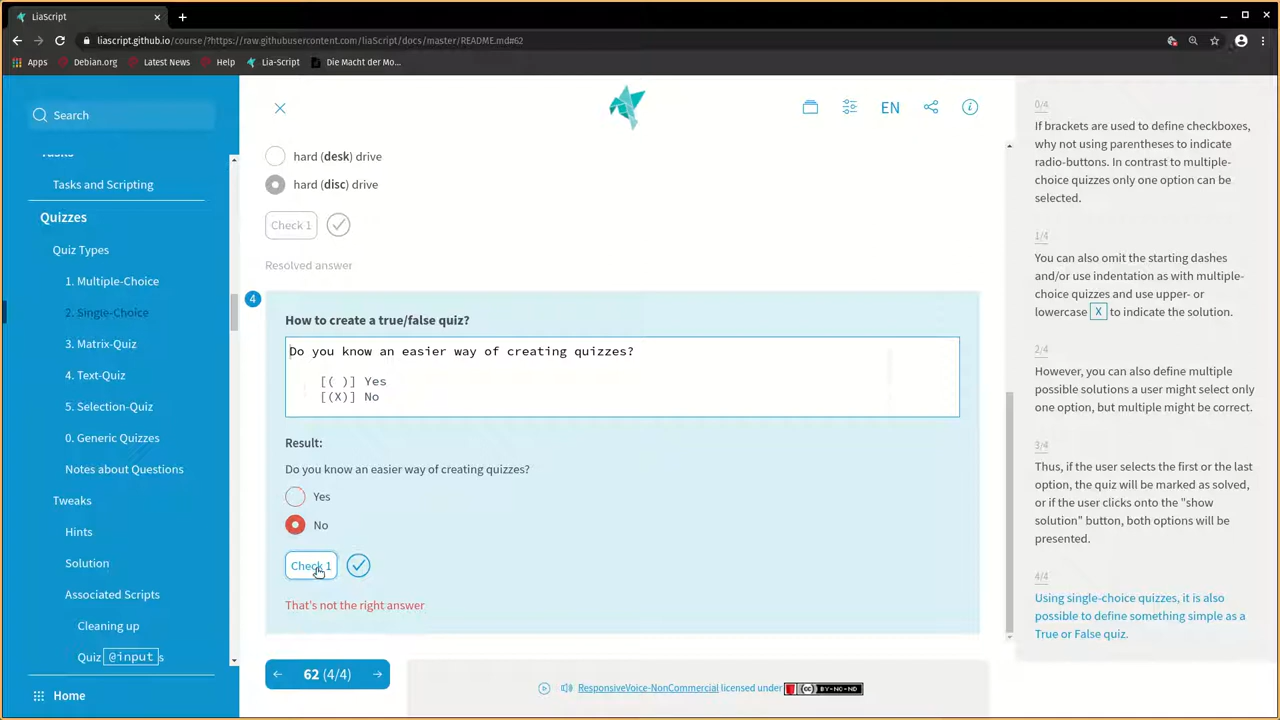 LiaScript
liascript.github.io/course/?https://raw.githubusercontent.com/liaScript/docs/master/README.md#62
Apps
Debian.org
Latest News
Help
Lia-Script
Die Macht der Mo...
Search
Tasks
Tasks and Scripting
Quizzes
Quiz Types
1. Multiple-Choice
2. Single-Choice
3. Matrix-Quiz
4. Text-Quiz
5. Selection-Quiz
0. Generic Quizzes
Notes about Questions
Tweaks
Hints
Solution
Associated Scripts
Cleaning up
Quiz @input s
Home
EN
hard (desk) drive
hard (disc) drive
Check 1
Resolved answer
4
How to create a true/false quiz?
Do you know an easier way of creating quizzes?
[( )] Yes
[(X)] No
Result:
Do you know an easier way of creating quizzes?
Yes
No
Check 1
That's not the right answer
62 (4/4)
ResponsiveVoice-NonCommercial licensed under
BY-NC-ND
0/4
If brackets are used to define checkboxes,
why not using parentheses to indicate
radio-buttons. In contrast to multiple-
choice quizzes only one option can be
selected.
1/4
You can also omit the starting dashes
and/or use indentation as with multiple-
choice quizzes and use upper- or
lowercase X to indicate the solution.
2/4
However, you can also define multiple
possible solutions a user might select only
one option, but multiple might be correct.
3/4
Thus, if the user selects the first or the last
option, the quiz will be marked as solved,
or if the user clicks onto the "show
solution" button, both options will be
presented.
4/4
Using single-choice quizzes, it is also
possible to define something simple as a
True or False quiz.